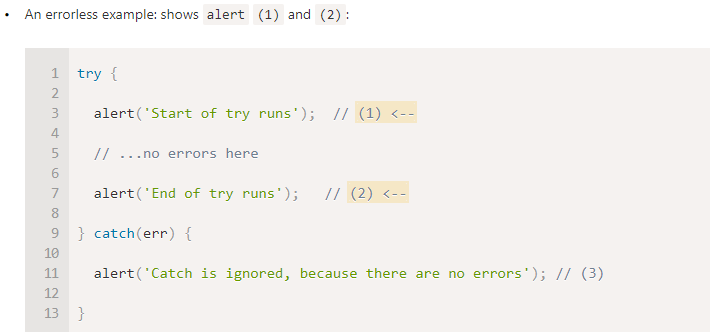 • An errorless example: shows alert (1) and (2):
1 try {
2
3   alert('Start of try runs');  // (1) <--
4
5   // ...no errors here
6
7   alert('End of try runs');   // (2) <--
8
9 } catch(err) {
10
11   alert('Catch is ignored, because there are no errors'); // (3)
12
13 }